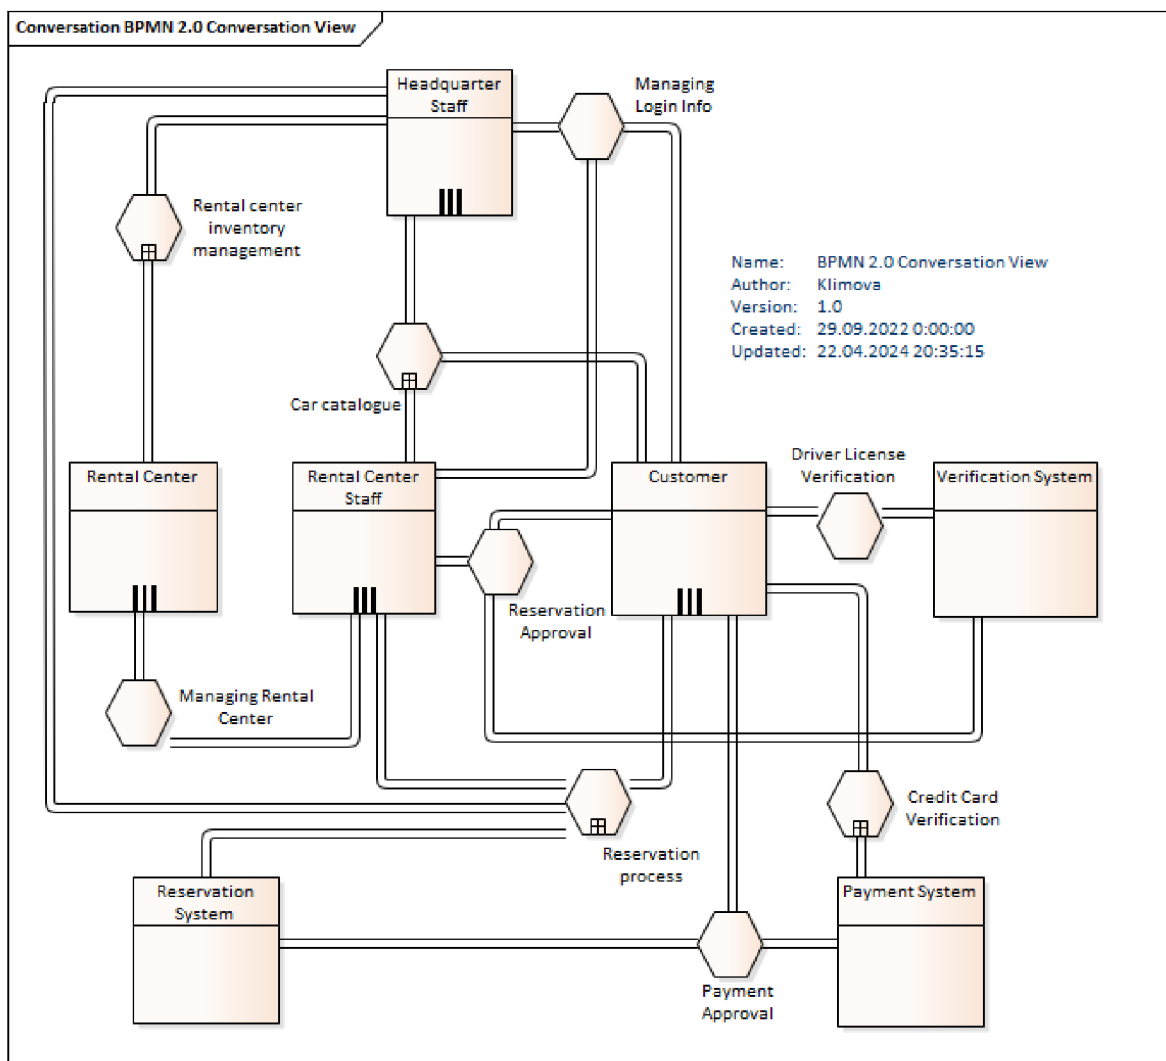 Conversation BPMN 2.0 Conversation View
Headquarter
Staff
Managing
Login Info
Rental center
inventory
management
Name: BPMN 2.0 Conversation View
Author: Klimova
Version: 1.0
Created: 29.09.2022 0:00:00
Updated: 22.04.2024 20:35:15
Car catalogue
Rental Center
Rental Center
Staff
Customer
Driver License
Verification
Verification System
Reservation
Approval
Managing Rental
Center
Credit Card
Verification
Reservation
process
Reservation
System
Payment System
Payment
Approval